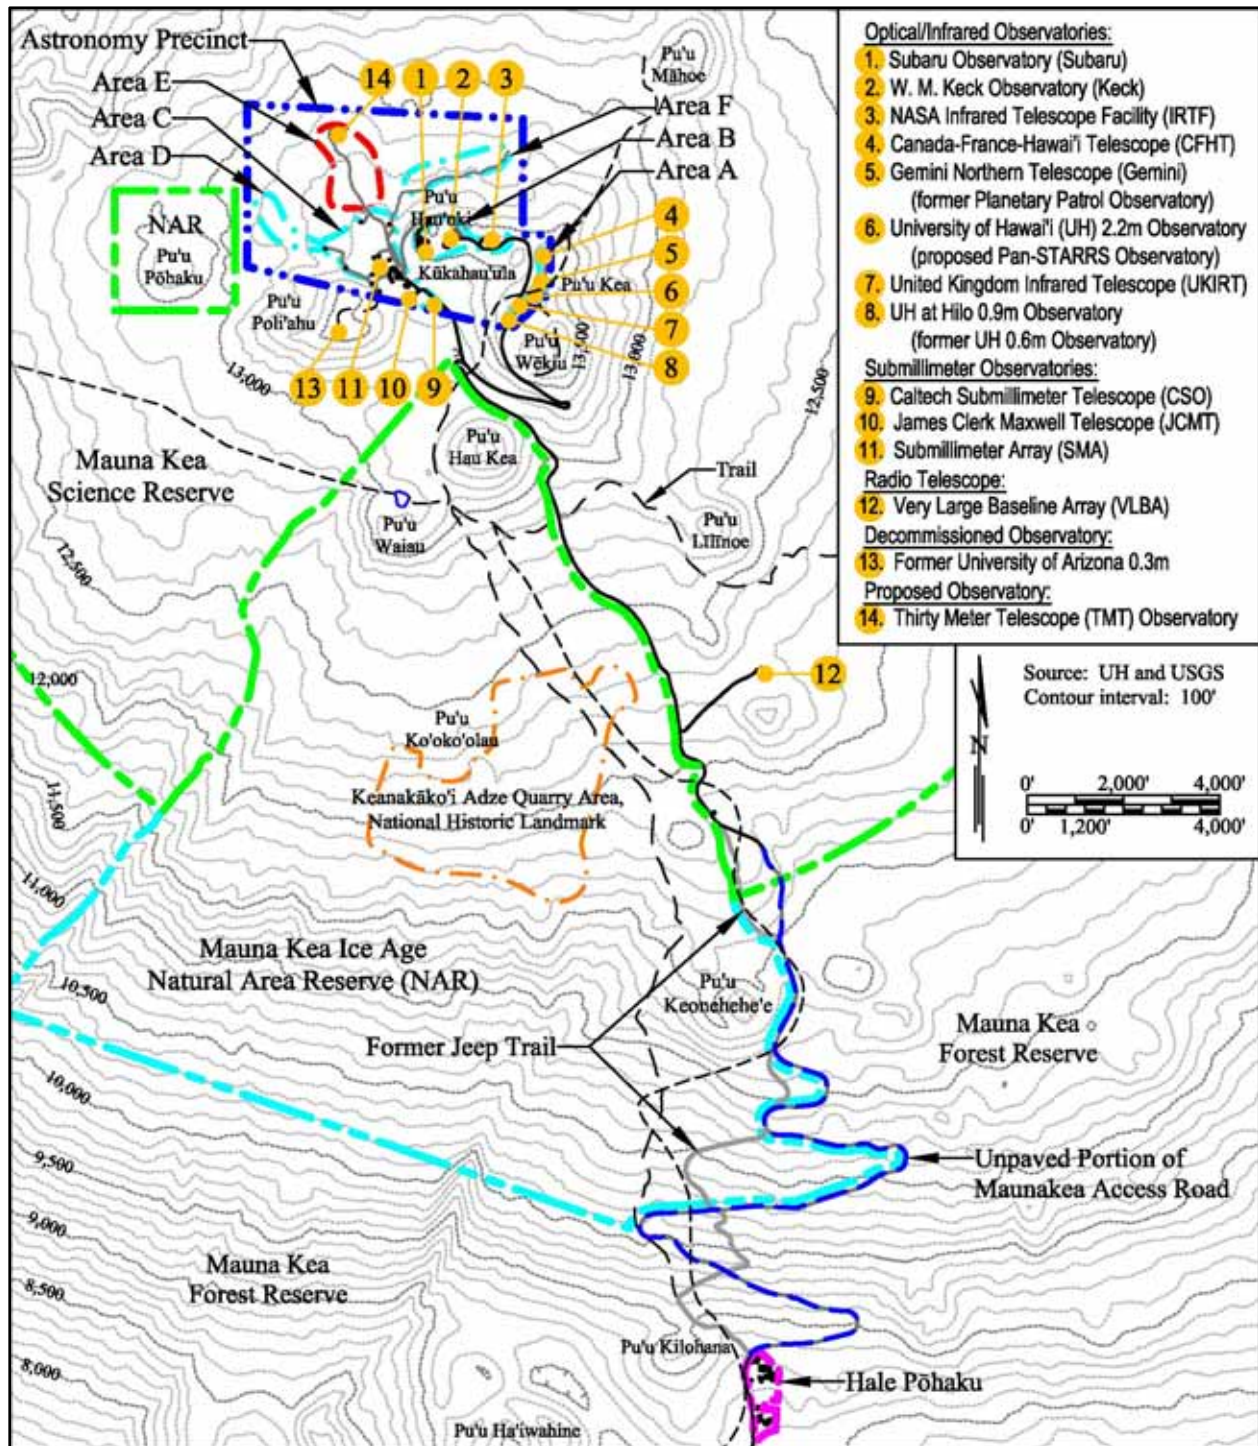 Astronomy Precinct
Area E
Area C
Area D
14
1
2
3
Area F
Area B
Area A
Pu'u
Māhoe
NAR
Pu'u
Pōhaku
Pu'u
Hau'oki
Kūkahau'ula
Pu'u Kea
Pu'u
Poli'ahu
Pu'u
Wēkiu
4
5
6
7
8
13
11
10
9
13,000
13,500
13,000
12,500
Pu'u
Hau Kea
Mauna Kea
Science Reserve
Trail
Pu'u
Waiau
Pu'u
Līlīnoe
12,500
12,000
12
Pu'u
Ko'oko'olau
Keanakāko'i Adze Quarry Area,
National Historic Landmark
11,500
11,000
Mauna Kea Ice Age
Natural Area Reserve (NAR)
10,500
Pu'u
Keonehehe'e
Former Jeep Trail
Mauna Kea
Forest Reserve
10,000
9,500
Unpaved Portion of
Maunakea Access Road
9,000
Mauna Kea
Forest Reserve
8,500
Pu'u Kilohana
8,000
Hale Pōhaku
Pu'u Ha'iwahine
Optical/Infrared Observatories:
1. Subaru Observatory (Subaru)
2. W. M. Keck Observatory (Keck)
3. NASA Infrared Telescope Facility (IRTF)
4. Canada-France-Hawai'i Telescope (CFHT)
5. Gemini Northern Telescope (Gemini)
(former Planetary Patrol Observatory)
6. University of Hawai'i (UH) 2.2m Observatory
(proposed Pan-STARRS Observatory)
7. United Kingdom Infrared Telescope (UKIRT)
8. UH at Hilo 0.9m Observatory
(former UH 0.6m Observatory)
Submillimeter Observatories:
9. Caltech Submillimeter Telescope (CSO)
10. James Clerk Maxwell Telescope (JCMT)
11. Submillimeter Array (SMA)
Radio Telescope:
12. Very Large Baseline Array (VLBA)
Decommissioned Observatory:
13. Former University of Arizona 0.3m
Proposed Observatory:
14. Thirty Meter Telescope (TMT) Observatory
Source: UH and USGS
Contour interval: 100'
N
0' 2,000' 4,000'
0' 1,200' 4,000'